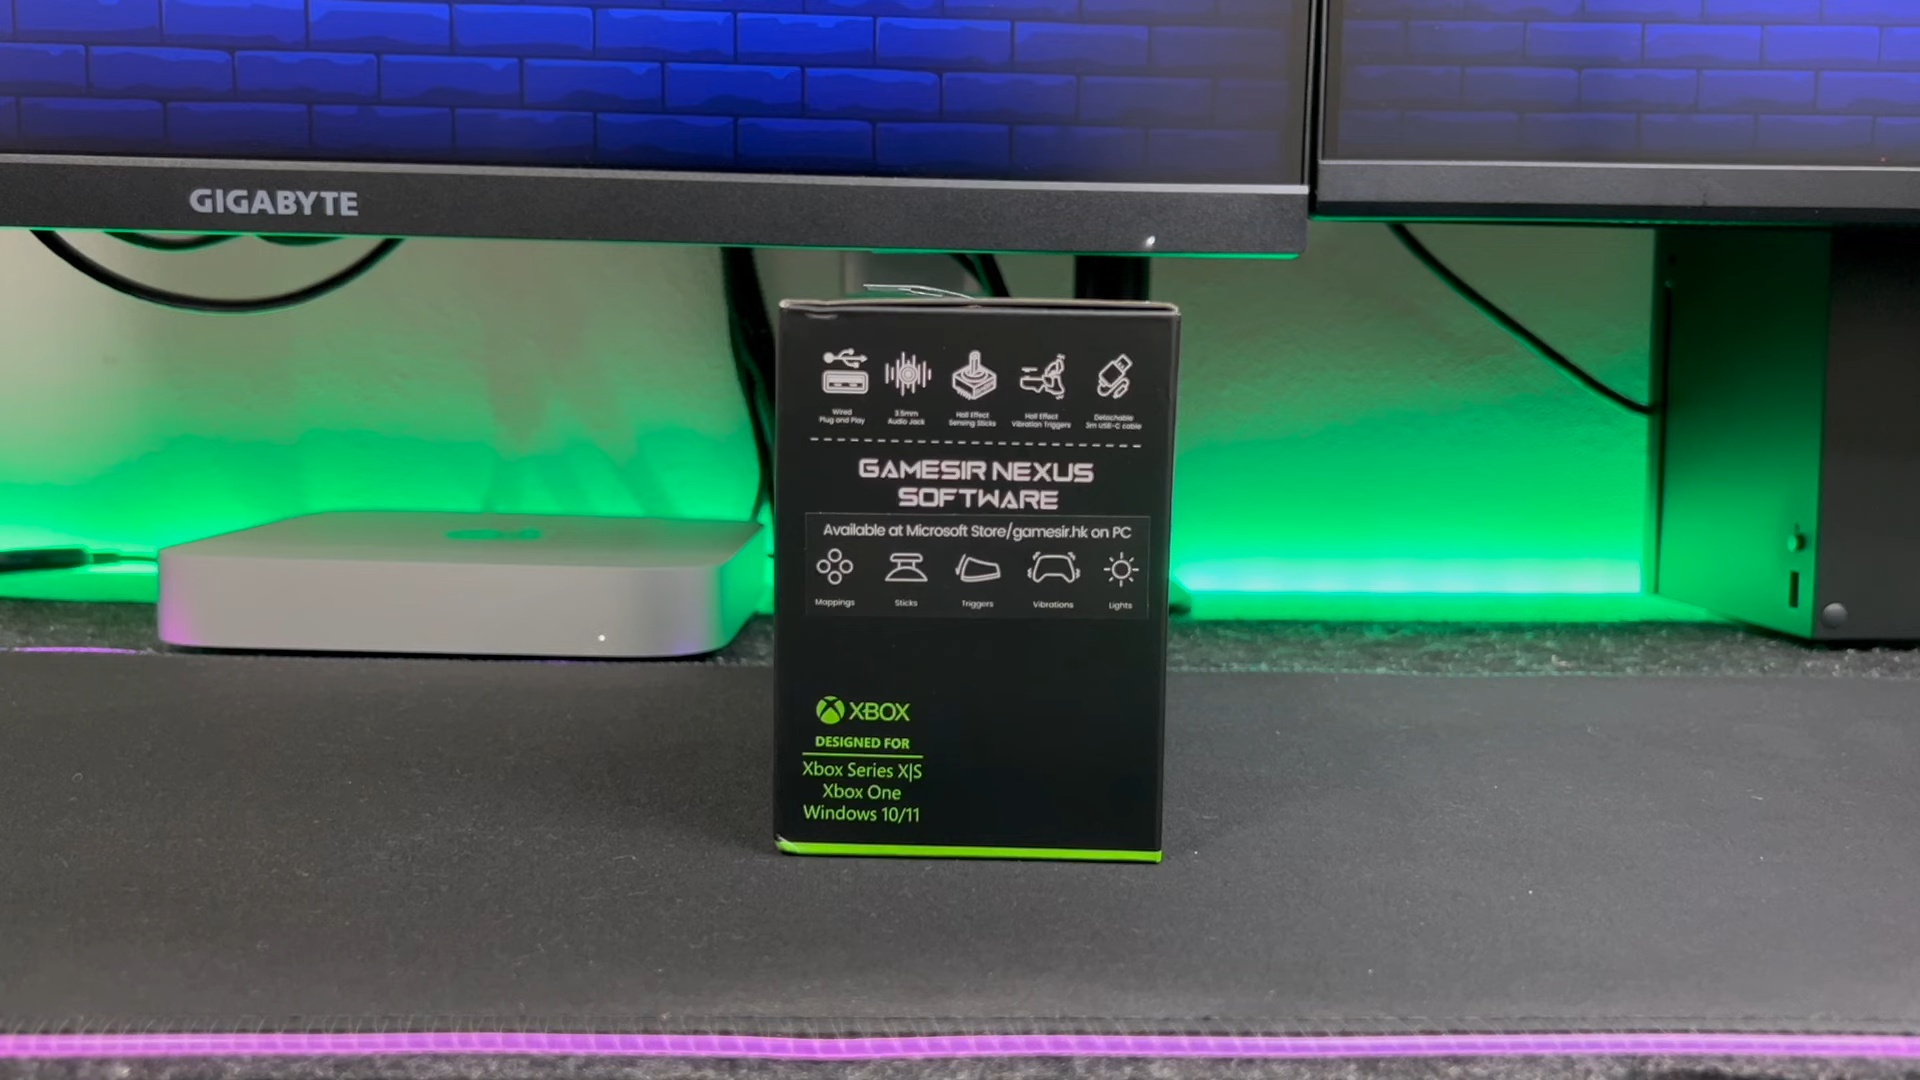 GIGABYTE
Wired
Plug and Play
3.5mm
Audio Jack
Hall Effect
Sensing Sticks
Hall Effect
Vibration Triggers
Detachable
3m USB-C cable
GAMESIR NEXUS
SOFTWARE
Available at Microsoft Store/gamesir.hk on PC
Mappings
Sticks
Triggers
Vibrations
Lights
XBOX
DESIGNED FOR
Xbox Series X|S
Xbox One
Windows 10/11